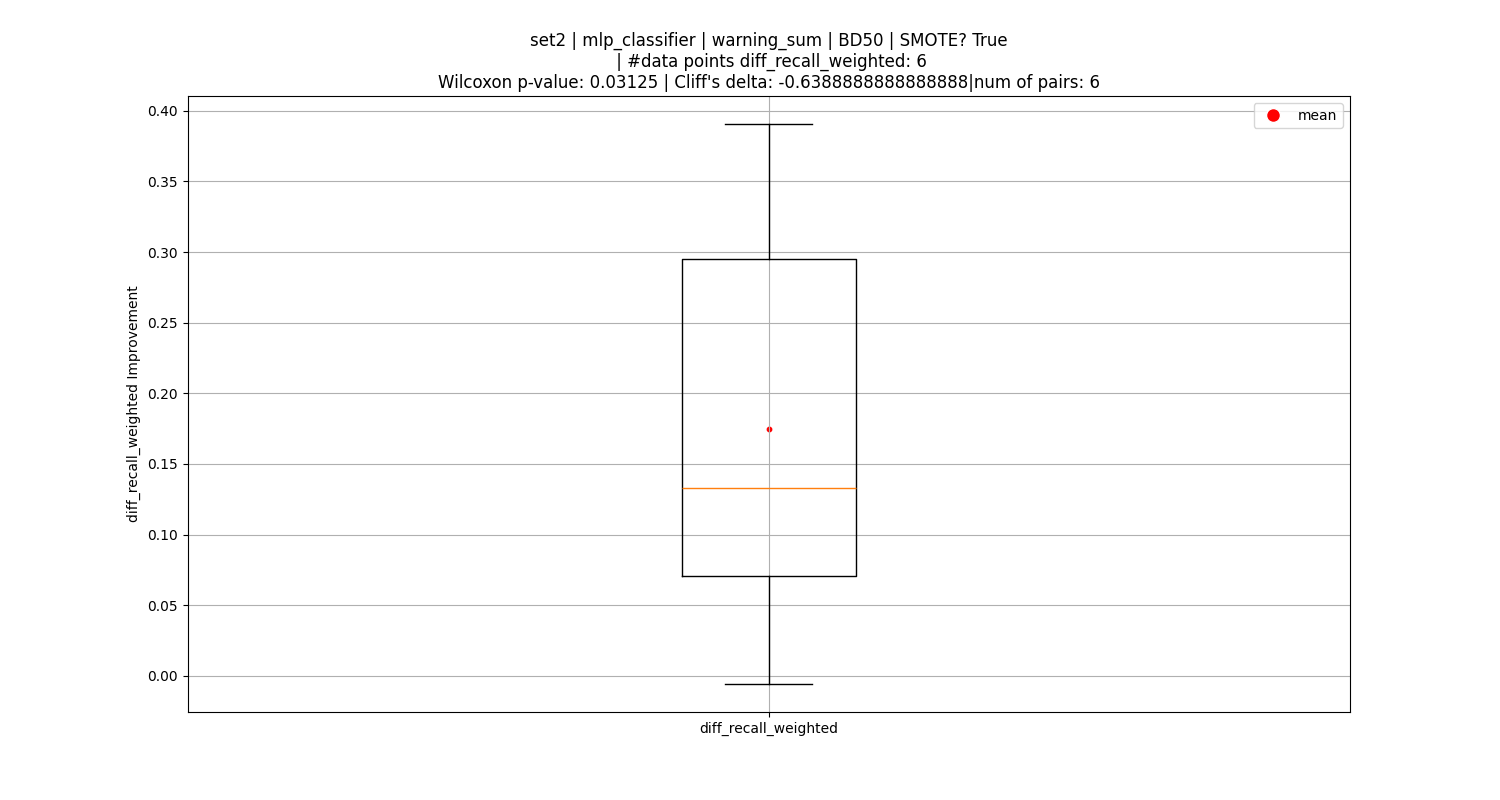 set2 | mlp_classifier | warning_sum | BD50 | SMOTE? True
| #data points diff_recall_weighted: 6
Wilcoxon p-value: 0.03125 | Cliff's delta: -0.6388888888888888|num of pairs: 6
mean
0.40
0.35
0.30
0.25
0.20
0.15
0.10
0.05
0.00
diff_recall_weighted Improvement
diff_recall_weighted